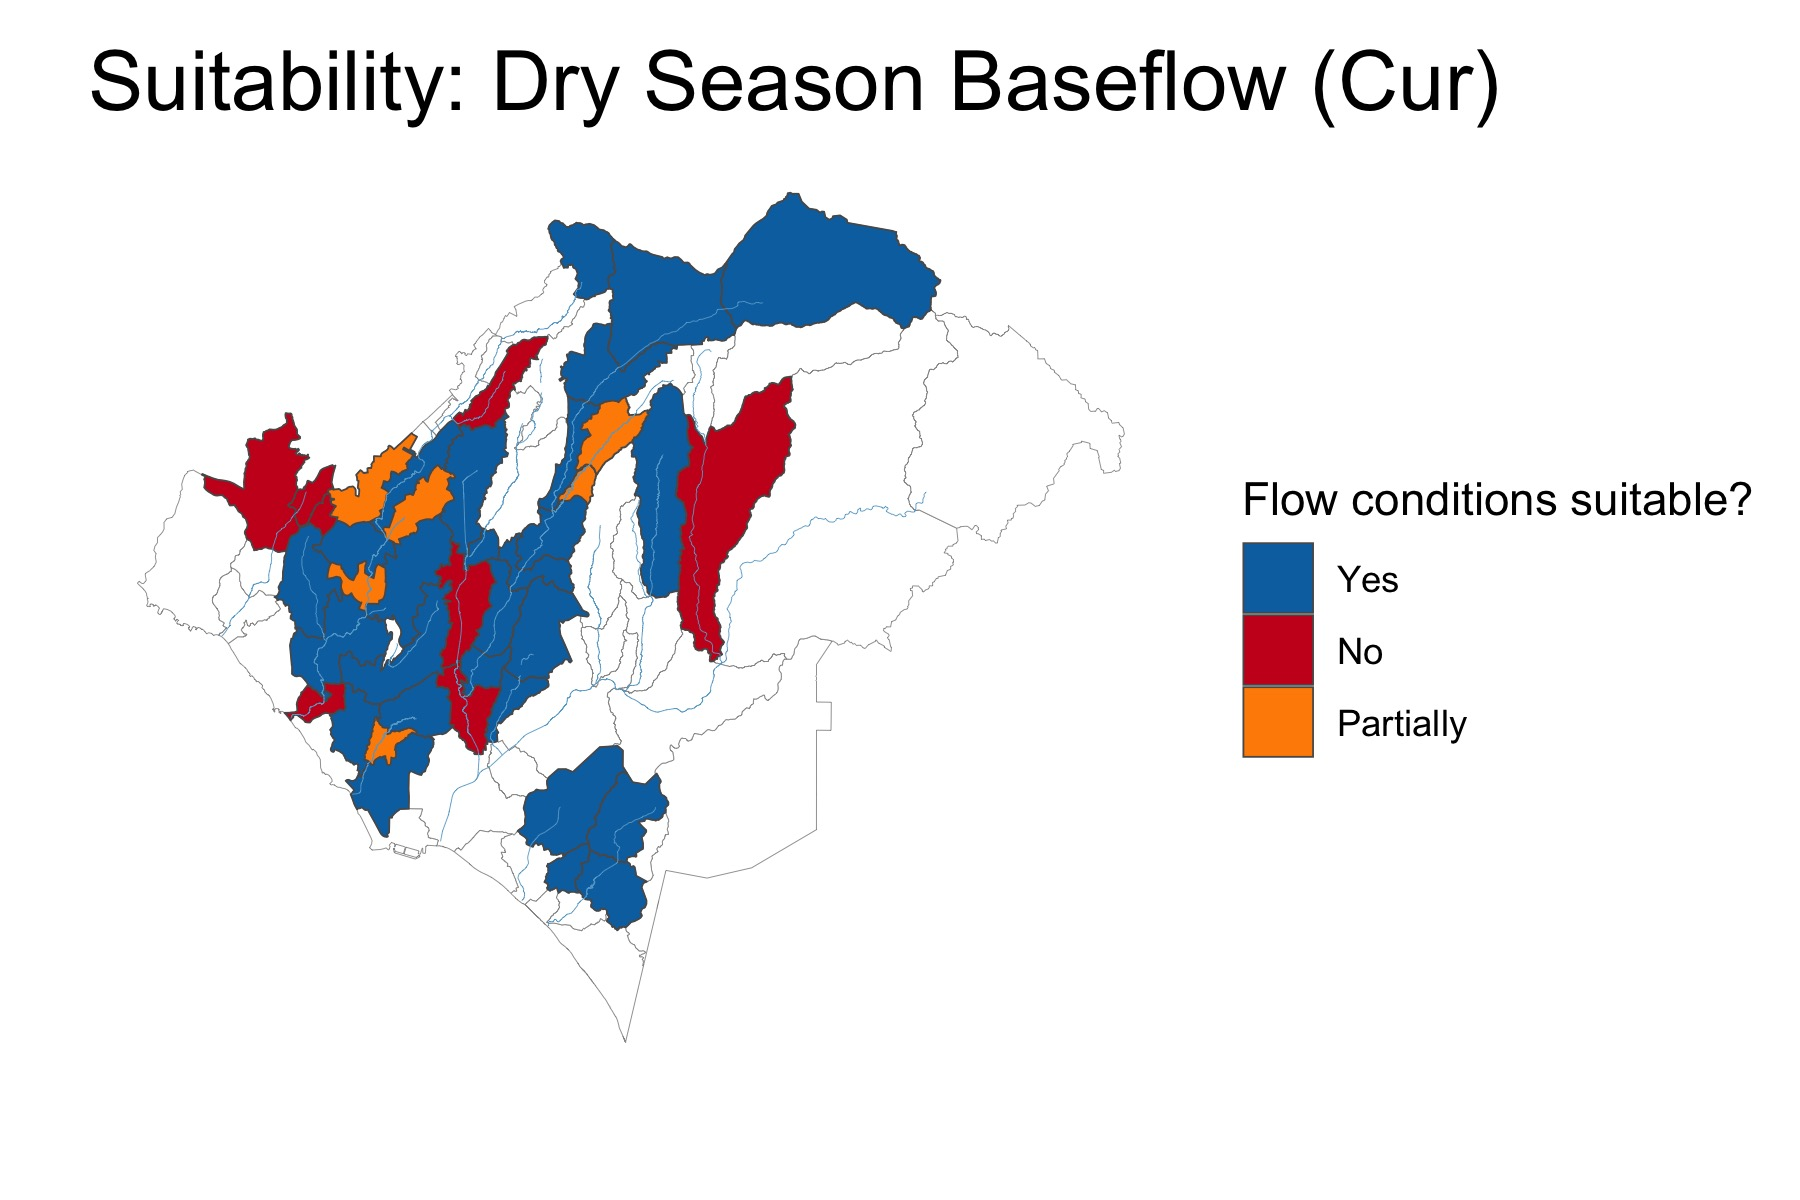 Suitability: Dry Season Baseflow (Cur)
Flow conditions suitable?
Yes
No
Partially